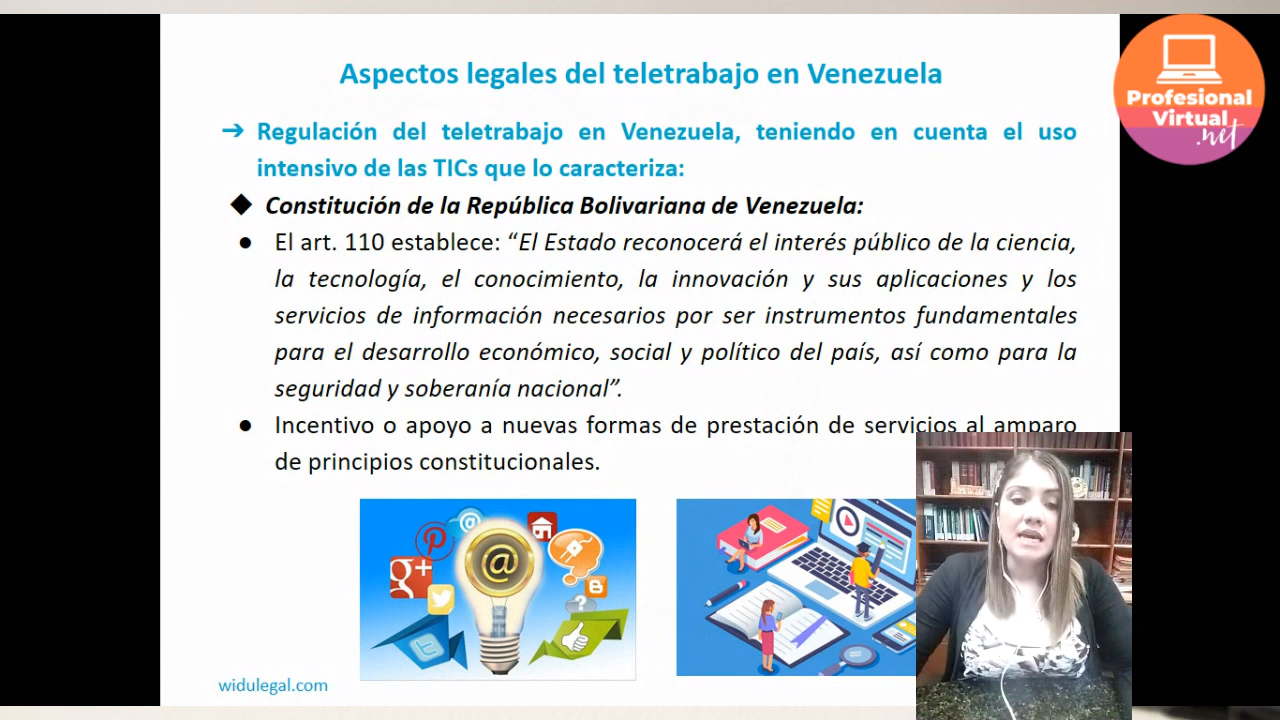 Aspectos legales del teletrabajo en Venezuela
➔ Regulación del teletrabajo en Venezuela, teniendo en cuenta el uso
intensivo de las TICs que lo caracteriza:
◆ Constitución de la República Bolivariana de Venezuela:
● El art. 110 establece: “El Estado reconocerá el interés público de la ciencia,
la tecnología, el conocimiento, la innovación y sus aplicaciones y los
servicios de información necesarios por ser instrumentos fundamentales
para el desarrollo económico, social y político del país, así como para la
seguridad y soberanía nacional”.
● Incentivo o apoyo a nuevas formas de prestación de servicios al amparo
de principios constitucionales.
widulegal.com
Profesional
Virtual
.net
@
@
g+
?